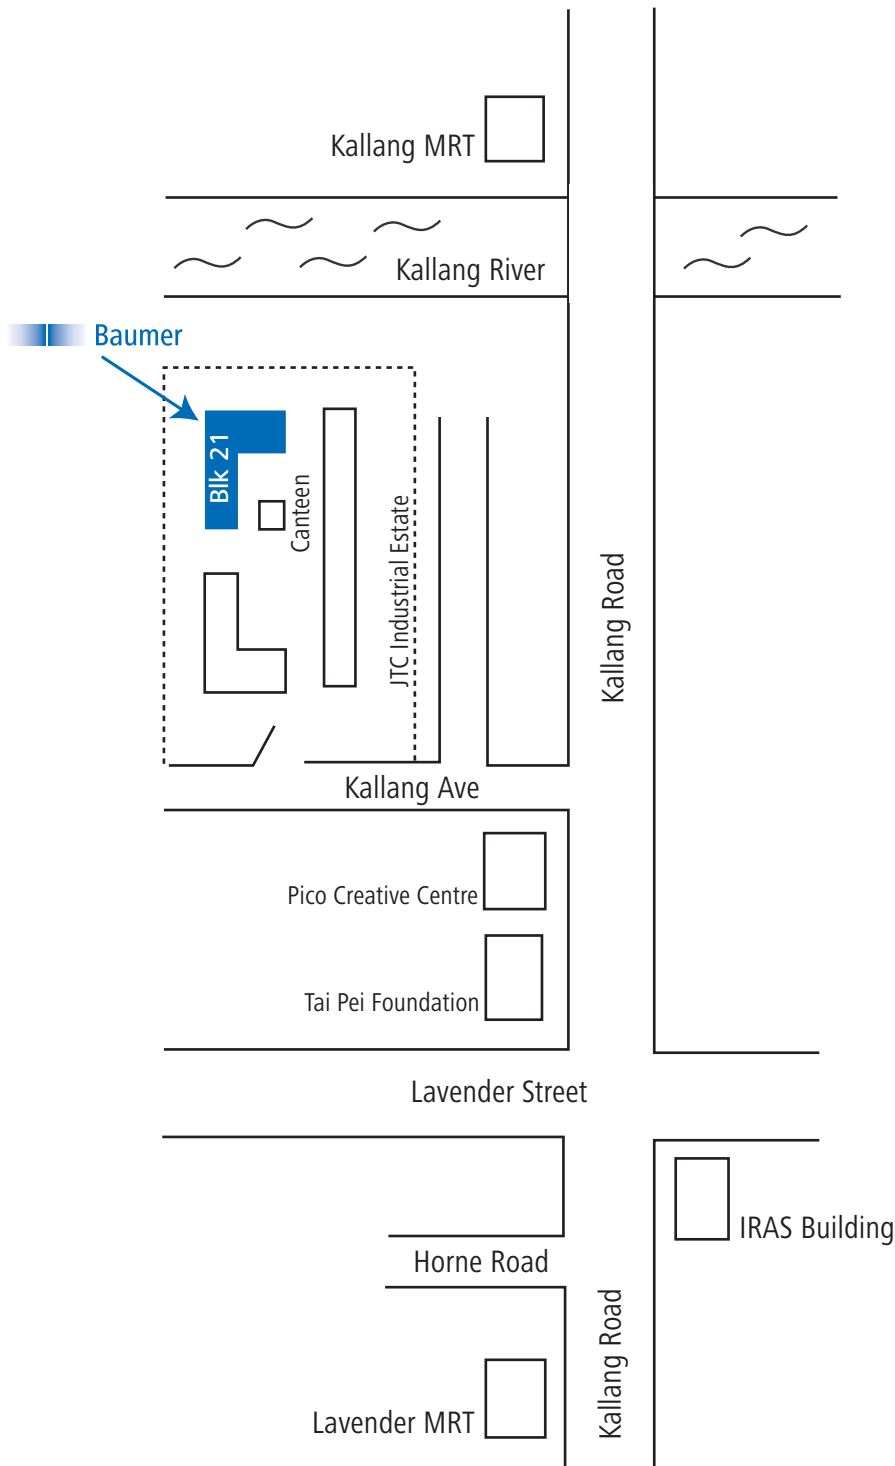 Kallang MRT
Kallang River
Baumer
Blk 21
Canteen
JTC Industrial Estate
Kallang Road
Kallang Ave
Pico Creative Centre
Tai Pei Foundation
Lavender Street
IRAS Building
Horne Road
Kallang Road
Lavender MRT